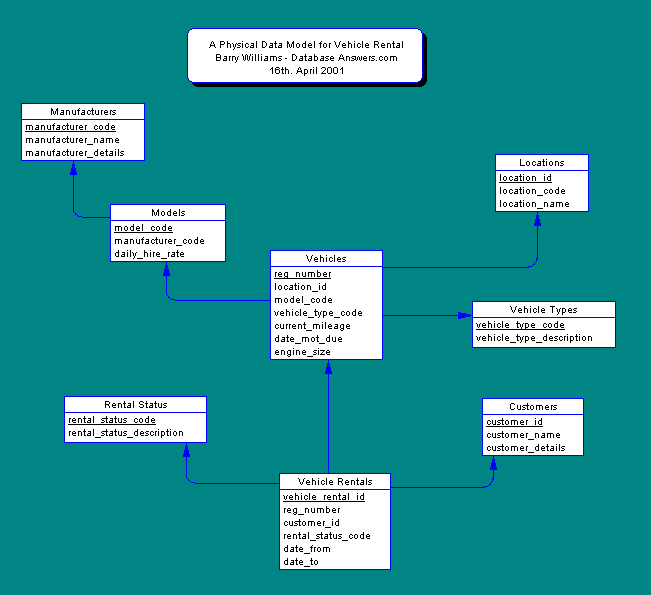 A Physical Data Model for Vehicle Rental
Barry Williams - Database Answers.com
16th. April 2001
Manufacturers
manufacturer_code
manufacturer_name
manufacturer_details
Locations
location_id
location_code
location_name
Models
model_code
manufacturer_code
daily_hire_rate
Vehicles
reg_number
location_id
model_code
vehicle_type_code
current_mileage
date_mot_due
engine_size
Vehicle Types
vehicle_type_code
vehicle_type_description
Rental Status
rental_status_code
rental_status_description
Customers
customer_id
customer_name
customer_details
Vehicle Rentals
vehicle_rental_id
reg_number
customer_id
rental_status_code
date_from
date_to